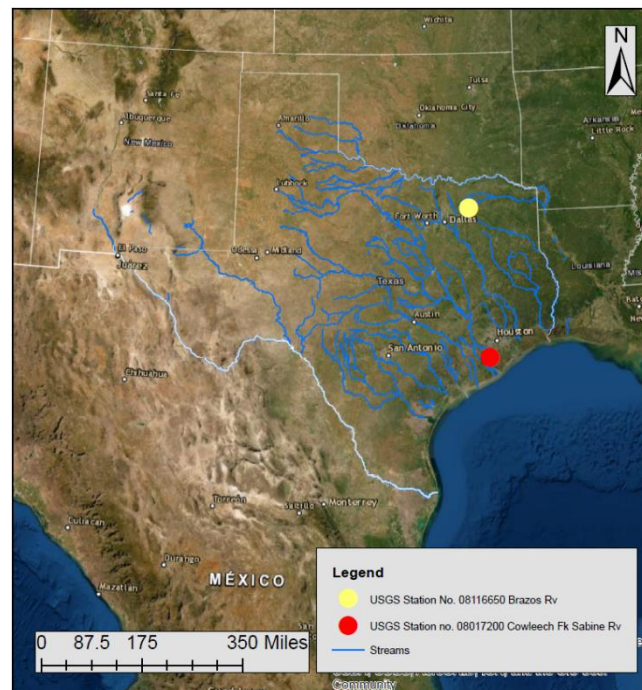 Wichita
N
Santa Fe
Tulsa
Albuquerque
Amarillo
Oklahoma City
Oklahoma
Arkansas
Little Rock
New Mexico
Lubbock
Fort Worth
Dallas
El Paso
Juárez
Odessa
Midland
Texas
Louisiana
Austin
Houston
San Antonio
Chihuahua
Torreón
Saltillo
Monterrey
Culiacan
Durango
Mazatlan
MÉXICO
Legend
USGS Station No. 08116650 Brazos Rv
USGS Station no. 08017200 Cowleech Fk Sabine Rv
Streams
0 87.5 175 350 Miles
Community